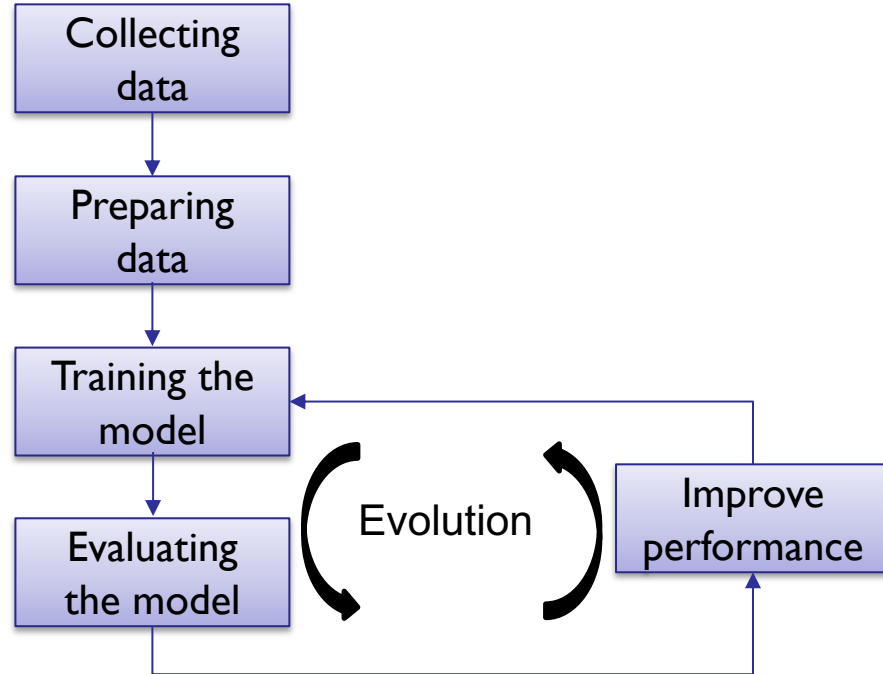 Collecting
data
Preparing
data
Training the
model
Evolution
Improve
performance
Evaluating
the model